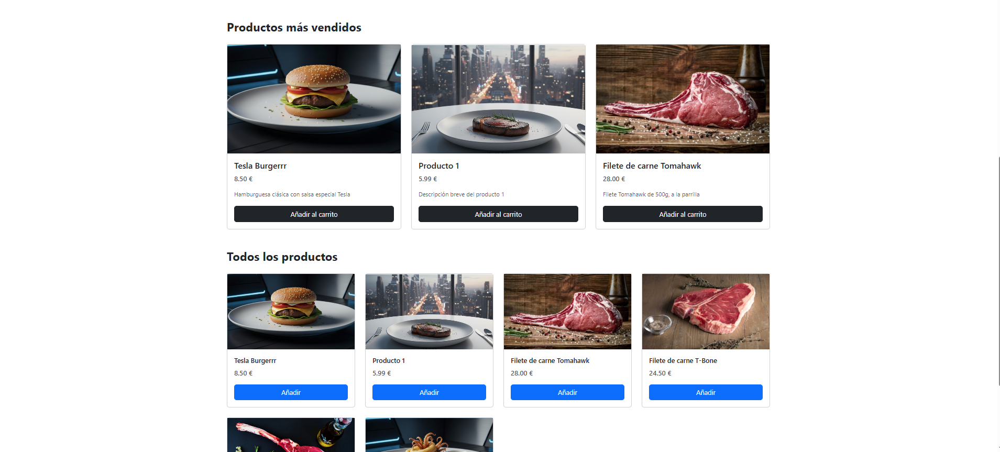 Productos más vendidos
Tesla Burgerrr
8.50 €
Hamburguesa clásica con salsa especial Tesla
Añadir al carrito
Producto 1
5.99 €
Descripción breve del producto 1
Añadir al carrito
Filete de carne Tomahawk
28.00 €
Filete Tomahawk de 500g, a la parrilla
Añadir al carrito
Todos los productos
Tesla Burgerrr
8.50 €
Añadir
Producto 1
5.99 €
Añadir
Filete de carne Tomahawk
28.00 €
Añadir
Filete de carne T-Bone
24.50 €
Añadir